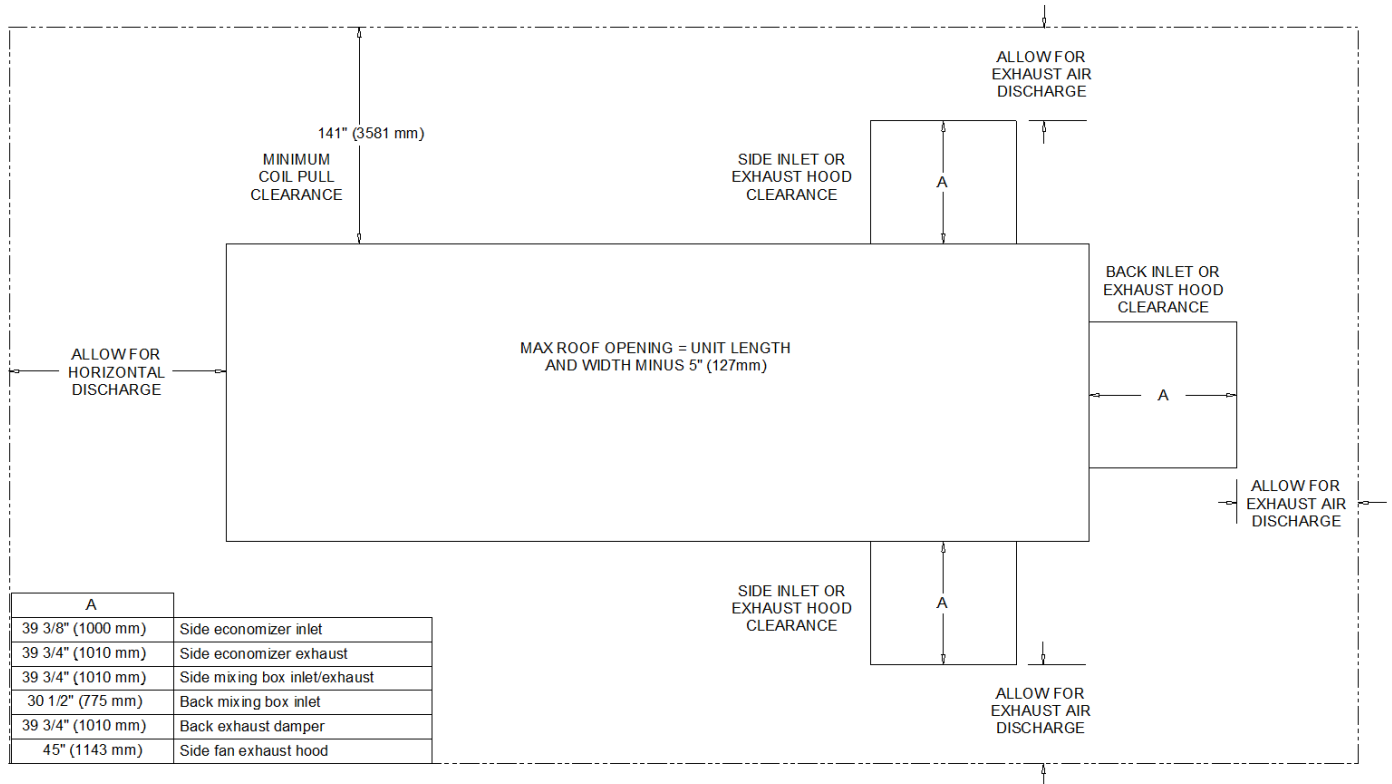 ALLOW FOR
EXHAUST AIR
DISCHARGE
141" (3581 mm)
MINIMUM
COIL PULL
CLEARANCE
SIDE INLET OR
EXHAUST HOOD
CLEARANCE
A
BACK INLET OR
EXHAUST HOOD
CLEARANCE
MAX ROOF OPENING = UNIT LENGTH
AND WIDTH MINUS 5" (127mm)
ALLOW FOR
HORIZONTAL
DISCHARGE
A
ALLOW FOR
EXHAUST AIR
DISCHARGE
SIDE INLET OR
EXHAUST HOOD
CLEARANCE
A
ALLOW FOR
EXHAUST AIR
DISCHARGE
A
39 3/8" (1000 mm) Side economizer inlet
39 3/4" (1010 mm) Side economizer exhaust
39 3/4" (1010 mm) Side mixing box inlet/exhaust
30 1/2" (775 mm) Back mixing box inlet
39 3/4" (1010 mm) Back exhaust damper
45" (1143 mm) Side fan exhaust hood